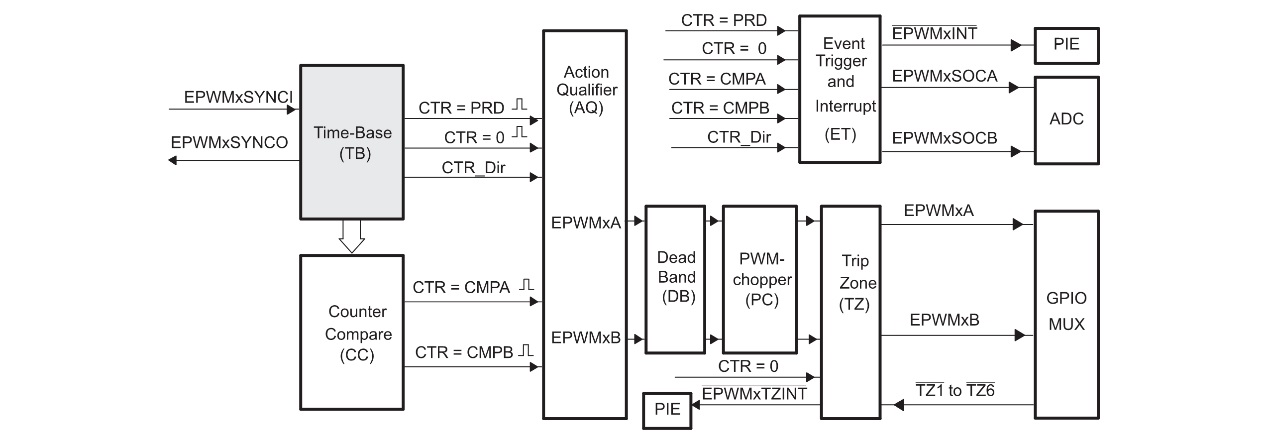 EPWMxSYNCI
EPWMxSYNCO
Time-Base
(TB)
CTR = PRD
CTR = 0
CTR_Dir
Counter
Compare
(CC)
CTR = CMPA
CTR = CMPB
Action
Qualifier
(AQ)
EPWMxA
EPWMxB
CTR = PRD
CTR = 0
CTR = CMPA
CTR = CMPB
CTR_Dir
Event
Trigger
and
Interrupt
(ET)
EPWMxINT
EPWMxSOCA
EPWMxSOCB
PIE
ADC
Dead
Band
(DB)
PWM-
chopper
(PC)
CTR = 0
EPWMxTZINT
PIE
Trip
Zone
(TZ)
EPWMxA
EPWMxB
TZ1 to TZ6
GPIO
MUX